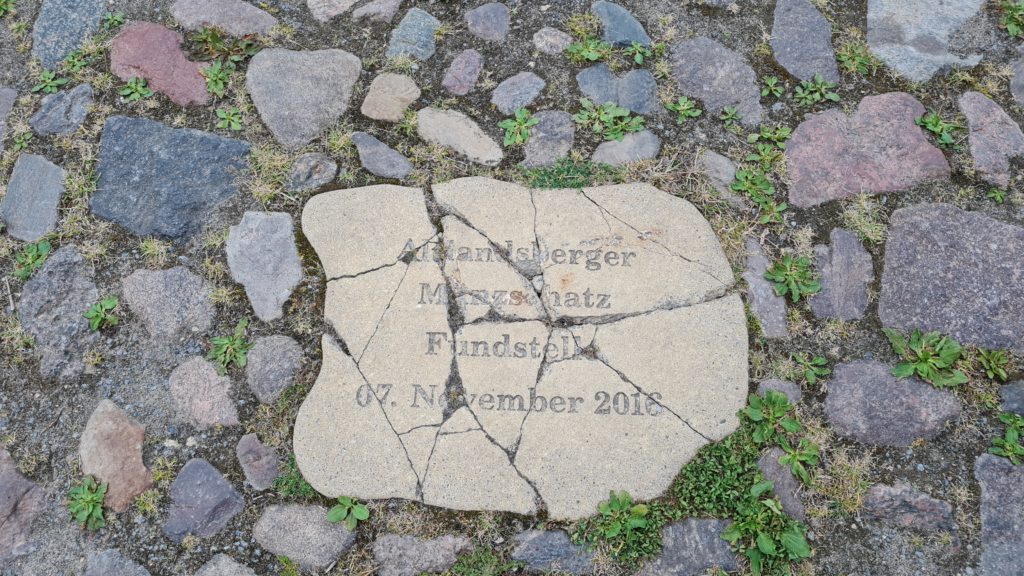 Altlandsberger
Münzschatz
Fundstelle
07. November 2016